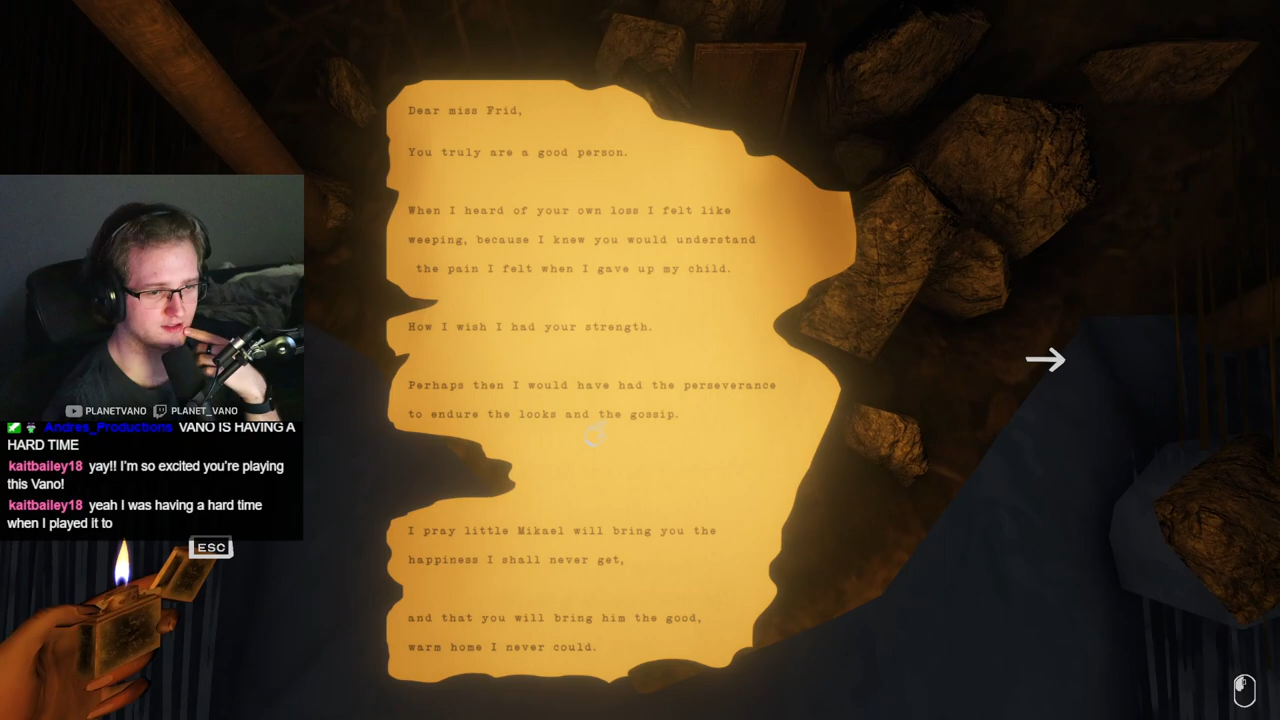 Dear miss Frid,
You truly are a good person.
When I heard of your own loss I felt like
weeping, because I knew you would understand
the pain I felt when I gave up my child.
How I wish I had your strength.
Perhaps then I would have had the perseverance
to endure the looks and the gossip.
I pray little Mikael will bring you the
happiness I shall never get,
and that you will bring him the good,
warm home I never could.
PLANETVANO PLANET_VANO
Andres_Productions VANO IS HAVING A
HARD TIME
kaitbailey18 yay!! I'm so excited you're playing
this Vano!
kaitbailey18 yeah I was having a hard time
when I played it to
ESC